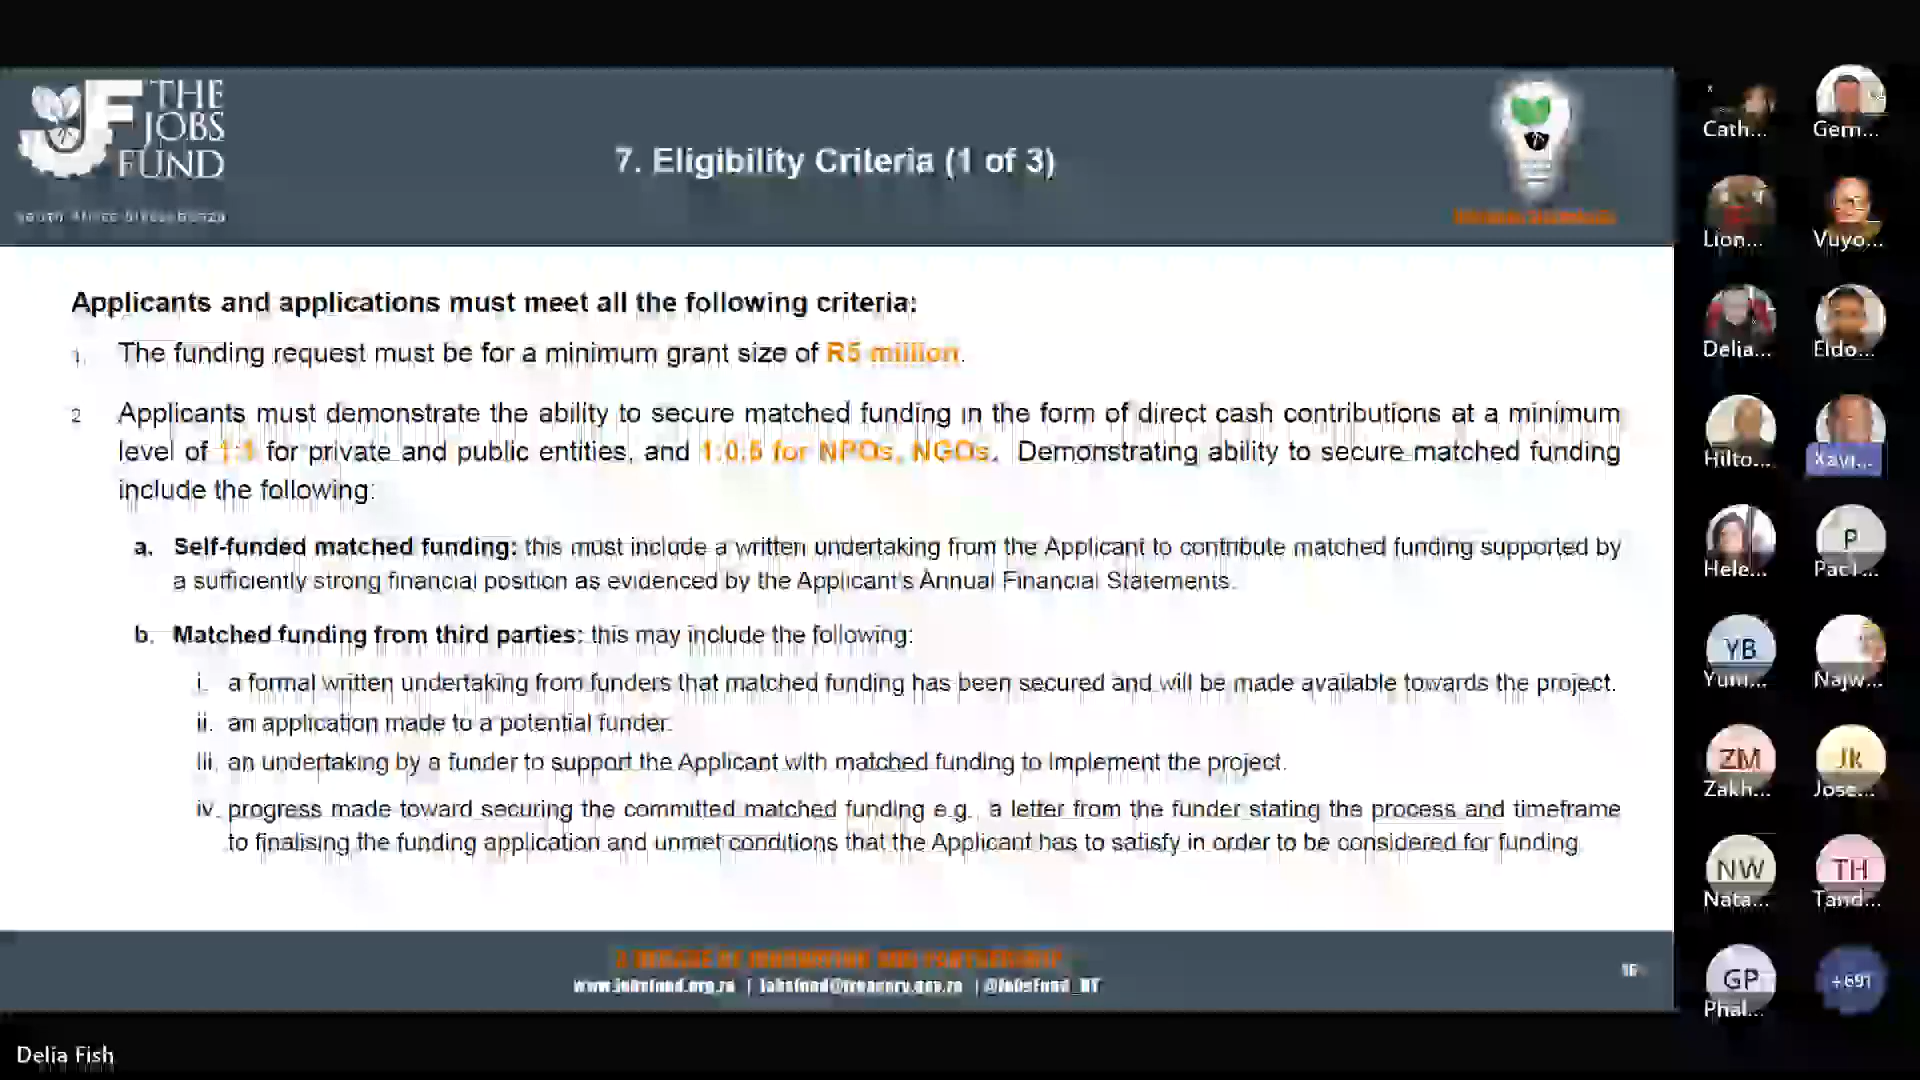 THE
JOBS
FUND
7. Eligibility Criteria (1 of 3)
Applicants and applications must meet all the following criteria:
1. The funding request must be for a minimum grant size of R5 million.
2 Applicants must demonstrate the ability to secure matched funding in the form of direct cash contributions at a minimum
level of 1:1 for private and public entities, and 1:0.5 for NPOs, NGOs. Demonstrating ability to secure matched funding
include the following:
a. Self-funded matched funding: this must include a written undertaking from the Applicant to contribute matched funding supported by
a sufficiently strong financial position as evidenced by the Applicant's Annual Financial Statements.
b. Matched funding from third parties: this may include the following:
i. a formal written undertaking from funders that matched funding has been secured and will be made available towards the project.
ii. an application made to a potential funder.
iii. an undertaking by a funder to support the Applicant with matched funding to implement the project.
iv. progress made toward securing the committed matched funding e.g., a letter from the funder stating the process and timeframe
to finalising the funding application and unmet conditions that the Applicant has to satisfy in order to be considered for funding.
www.jobsfund.org.za | jobsfund@treasury.gov.za | @JobsFund_NT
16
Cath... Gem...
Lion... Vuyo...
Delia... Eldo...
Hilto... Xavi...
P
Hele... PacT...
YB
Yum... Najw...
ZM Jk
Zakh... Jose...
NW TH
Nata... Tand...
GP +691
Phal...
Delia Fish